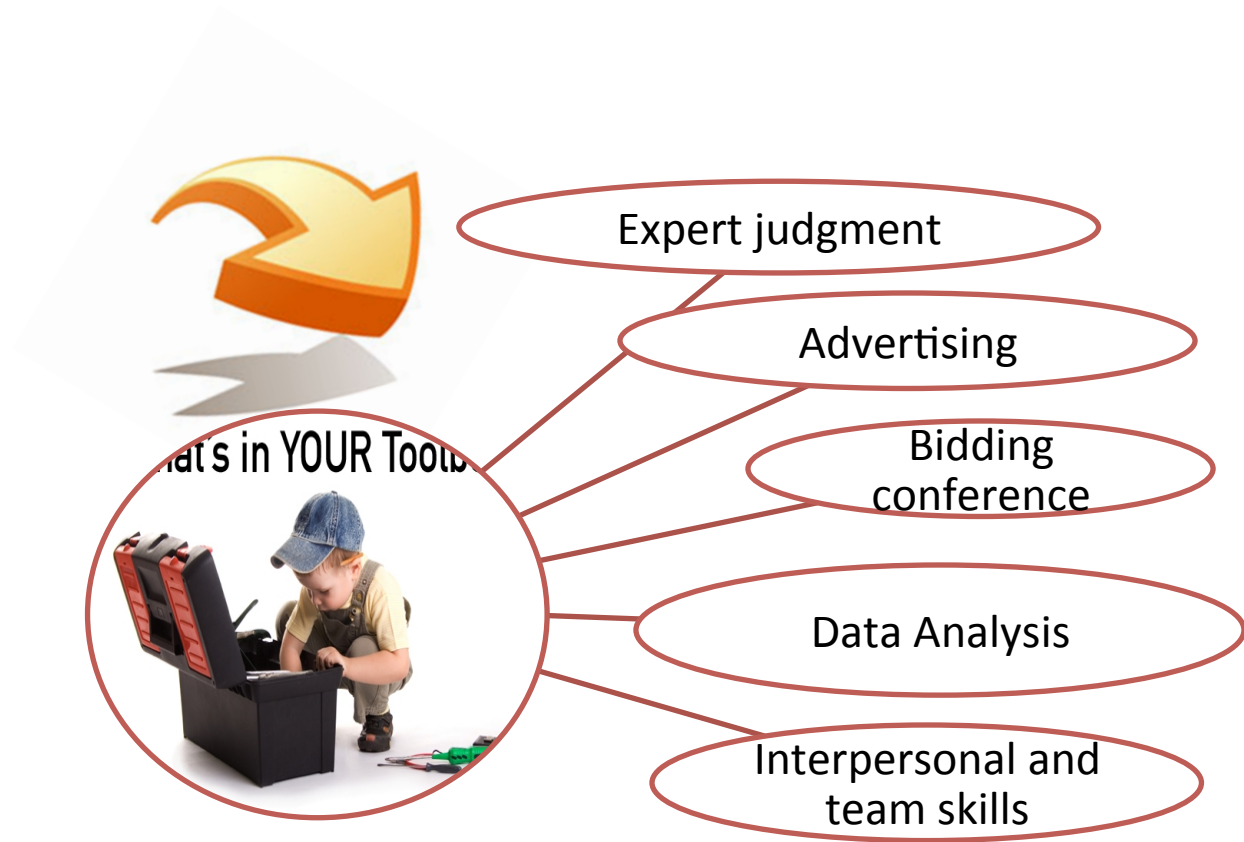 Expert judgment
Advertising
Bidding
conference
in YOUR
Data Analysis
Interpersonal and
team skills